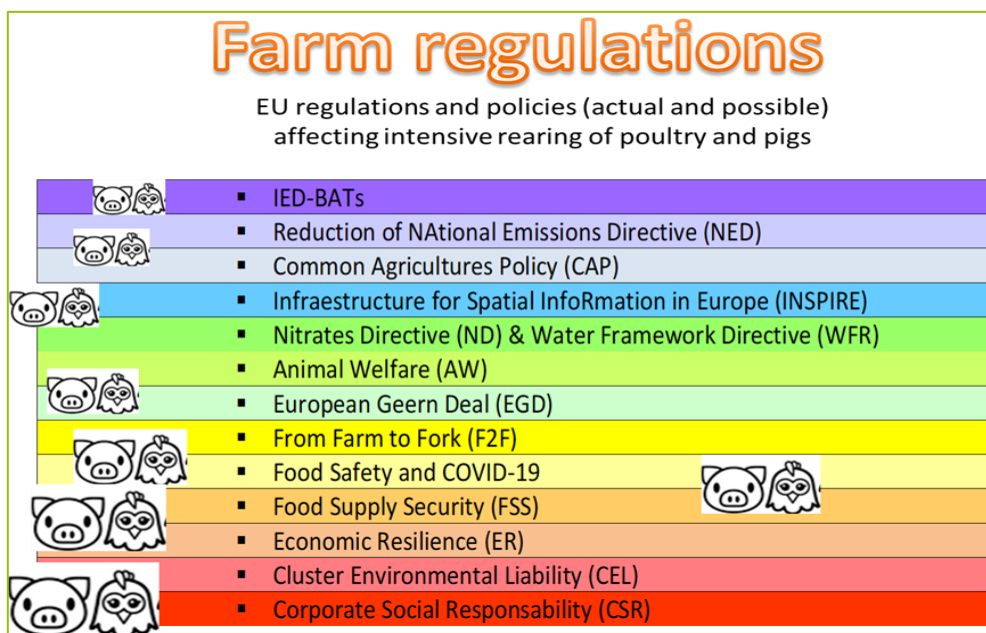 Farm regulations
EU regulations and policies (actual and possible)
affecting intensive rearing of poultry and pigs
▪ IED-BATs
▪ Reduction of NAtional Emissions Directive (NED)
▪ Common Agricultures Policy (CAP)
▪ Infraestructure for Spatial InfoRmation in Europe (INSPIRE)
▪ Nitrates Directive (ND) & Water Framework Directive (WFR)
▪ Animal Welfare (AW)
▪ European Geern Deal (EGD)
▪ From Farm to Fork (F2F)
▪ Food Safety and COVID-19
▪ Food Supply Security (FSS)
▪ Economic Resilience (ER)
▪ Cluster Environmental Liability (CEL)
▪ Corporate Social Responsability (CSR)